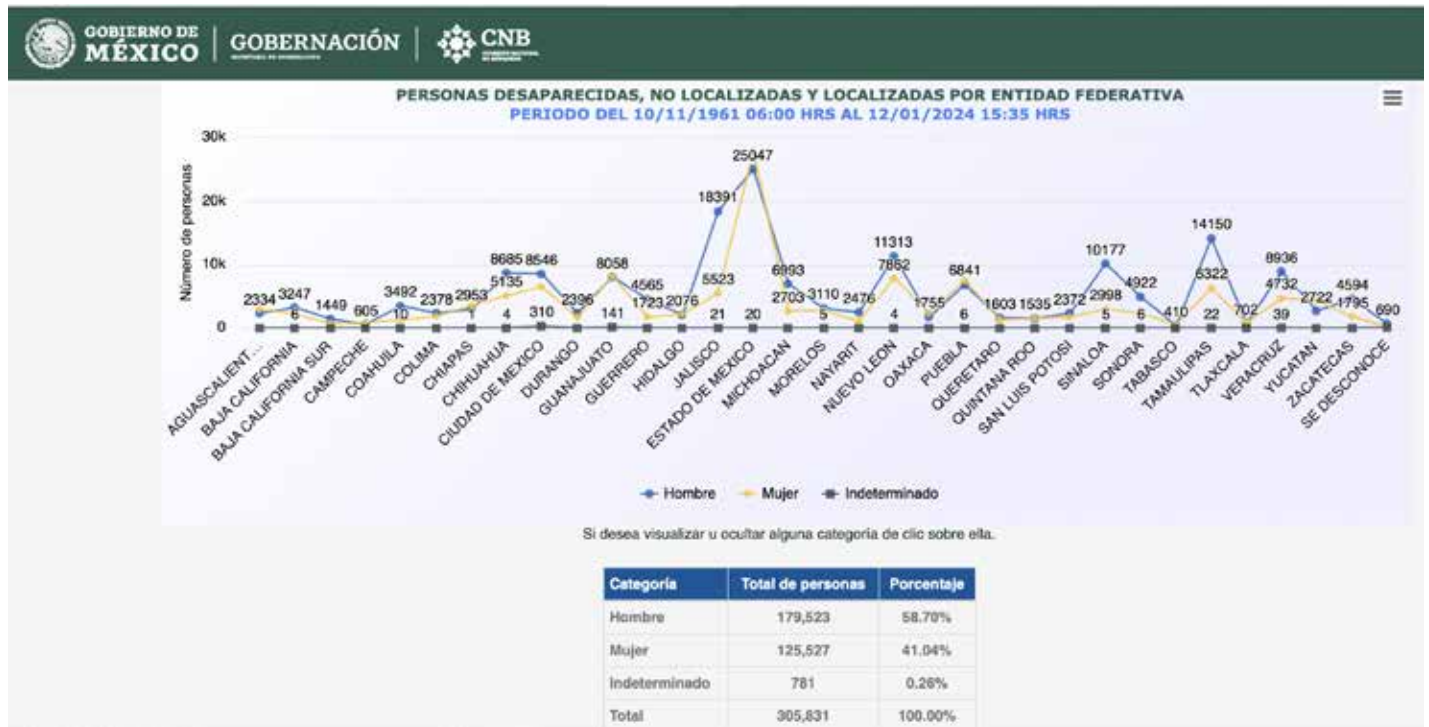 GOBIERNO DE
MÉXICO
GOBERNACIÓN
CNB
PERSONAS DESAPARECIDAS, NO LOCALIZADAS Y LOCALIZADAS POR ENTIDAD FEDERATIVA
PERIODO DEL 10/11/1961 06:00 HRS AL 12/01/2024 15:35 HRS
Número de personas
30k
20k
10k
0
2334
3247
6
1449
605
3492
10
2378
2953
1
8685
5135
4
8546
310
2396
8058
141
4565
1723
2076
18391
5523
21
25047
20
6993
2703
3110
5
2476
11313
7862
4
1755
6841
6
1603
1535
2372
10177
2998
5
4922
6
410
14150
6322
22
702
8936
4732
39
2722
4594
1795
690
AGUASCALIENT...
BAJA CALIFORNIA
BAJA CALIFORNIA SUR
CAMPECHE
COAHUILA
COLIMA
CHIAPAS
CHIHUAHUA
CIUDAD DE MEXICO
DURANGO
GUANAJUATO
GUERRERO
HIDALGO
JALISCO
ESTADO DE MEXICO
MICHOACAN
MORELOS
NAYARIT
NUEVO LEON
OAXACA
PUEBLA
QUERETARO
QUINTANA ROO
SAN LUIS POTOSI
SINALOA
SONORA
TABASCO
TAMAULIPAS
TLAXCALA
VERACRUZ
YUCATAN
ZACATECAS
SE DESCONOCE
Hombre Mujer Indeterminado
Si desea visualizar u ocultar alguna categoría de clic sobre ella.
Categoría Total de personas Porcentaje
Hombre 179,523 58.70%
Mujer 125,527 41.04%
Indeterminado 781 0.26%
Total 305,831 100.00%